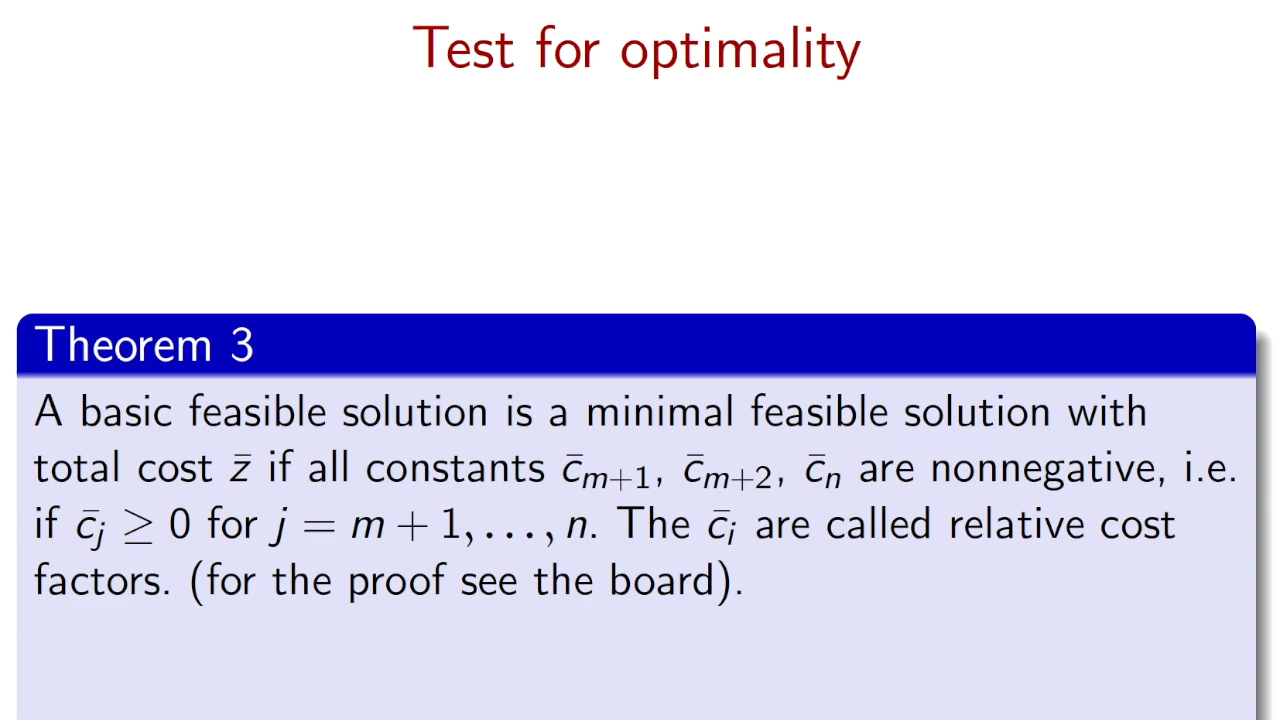 Test for optimality
Theorem 3
A basic feasible solution is a minimal feasible solution with
total cost z̄ if all constants c̄ₘ₊₁, c̄ₘ₊₂, c̄ₙ are nonnegative, i.e.
if c̄ⱼ ≥ 0 for j = m + 1, . . . , n. The c̄ᵢ are called relative cost
factors. (for the proof see the board).